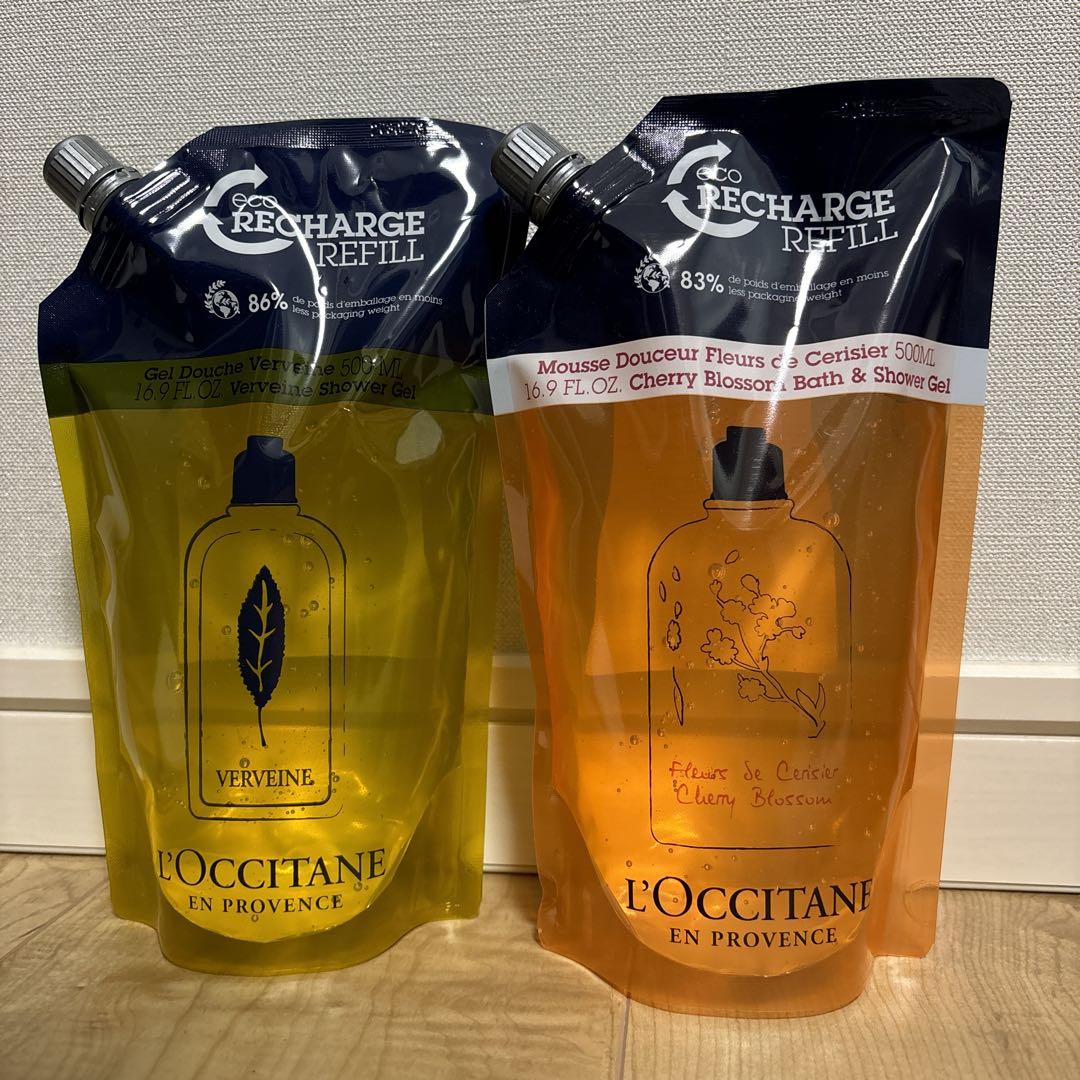 eco
RECHARGE
REFILL
86% de poids d'emballage en moins
less packaging weight
Gel Douche Verveine 500 ML
16.9 FL.OZ. Verveine Shower Gel
VERVEINE
L'OCCITANE
EN PROVENCE
eco
RECHARGE
REFILL
83% de poids d'emballage en moins
less packaging weight
Mousse Douceur Fleurs de Cerisier 500ML
16.9 FL.OZ. Cherry Blossom Bath & Shower Gel
Fleurs de Cerisier
Cherry Blossom
L'OCCITANE
EN PROVENCE